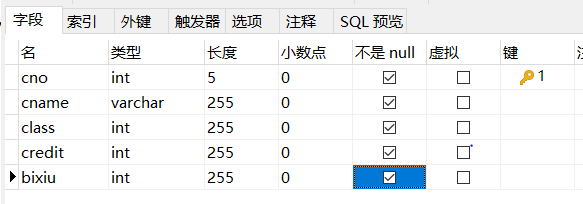 字段 索引 外键 触发器 选项 注释 SQL 预览
名 类型 长度 小数点 不是 null 虚拟 键
cno int 5 0 1
cname varchar 255 0
class int 255 0
credit int 255 0
bixiu int 255 0